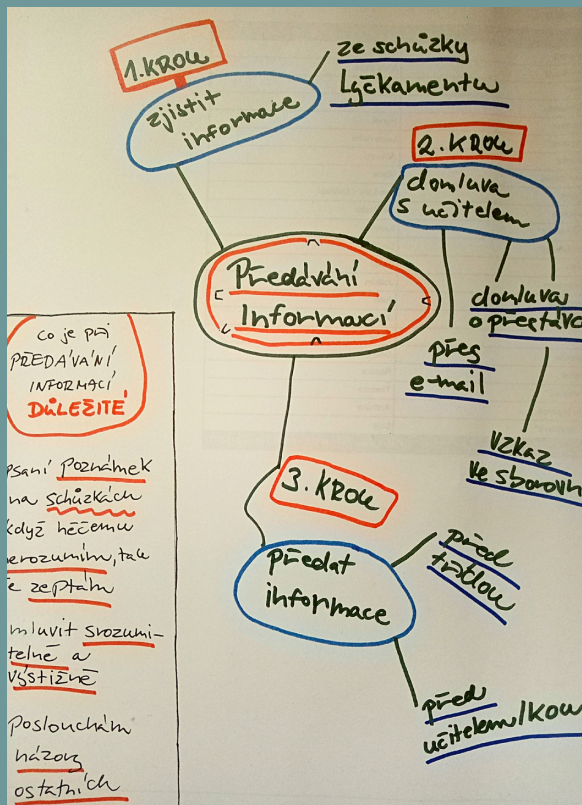 1. KROK
zjistit
informace
ze schůzky
Lyčkamentu
2. KROK
domluva
s učitelem
Předávání
Informací
přes
e-mail
domluva
o přestávc
vzkaz
ve sborovn
3. KROK
předat
informace
před
třídou
před
učitelem/kou
co je při
PŘEDÁVÁNÍ
INFORMACÍ
DŮLEŽITÉ
psaní Poznámek
na schůzkách
když něčemu
nerozumím, tak
se zeptám
mluvit srozumi-
telně a
výstižně
Poslouchám
názory
ostatních